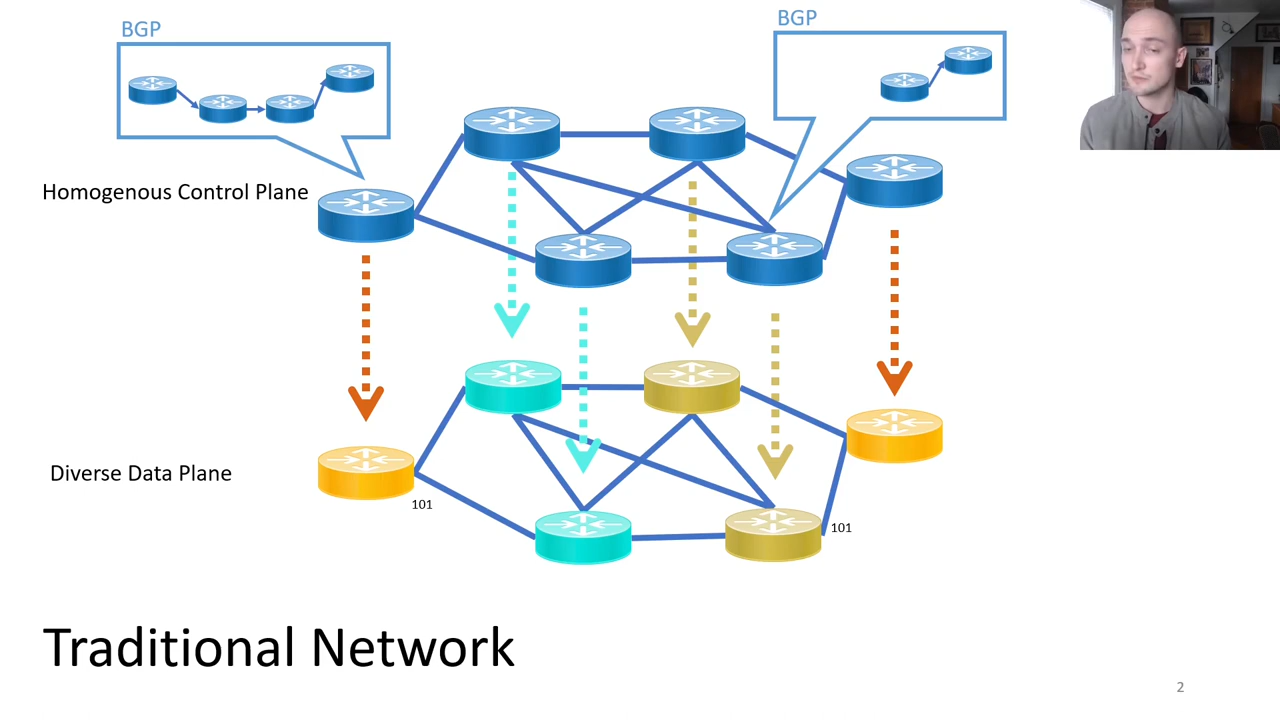 BGP
BGP
Homogenous Control Plane
Diverse Data Plane
101
101
Traditional Network
2